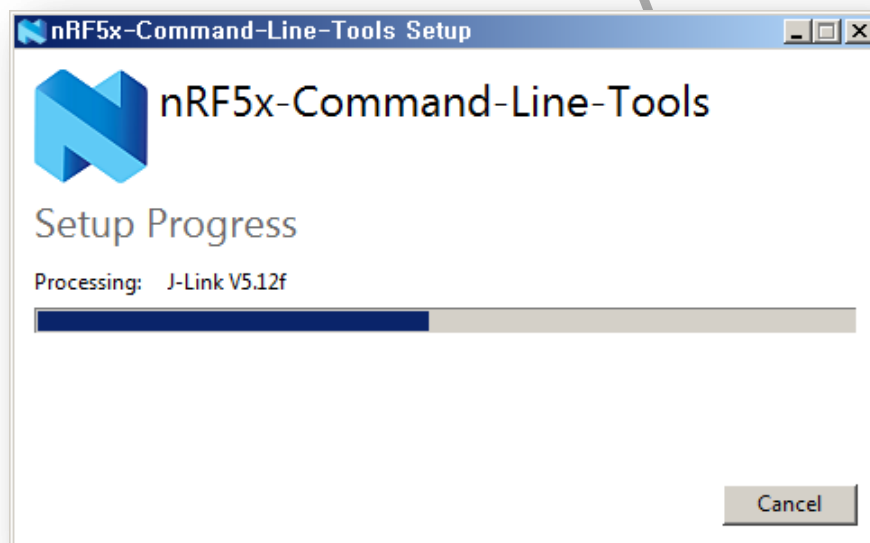 nRF5x-Command-Line-Tools Setup
nRF5x-Command-Line-Tools
Setup Progress
Processing: J-Link V5.12f
Cancel